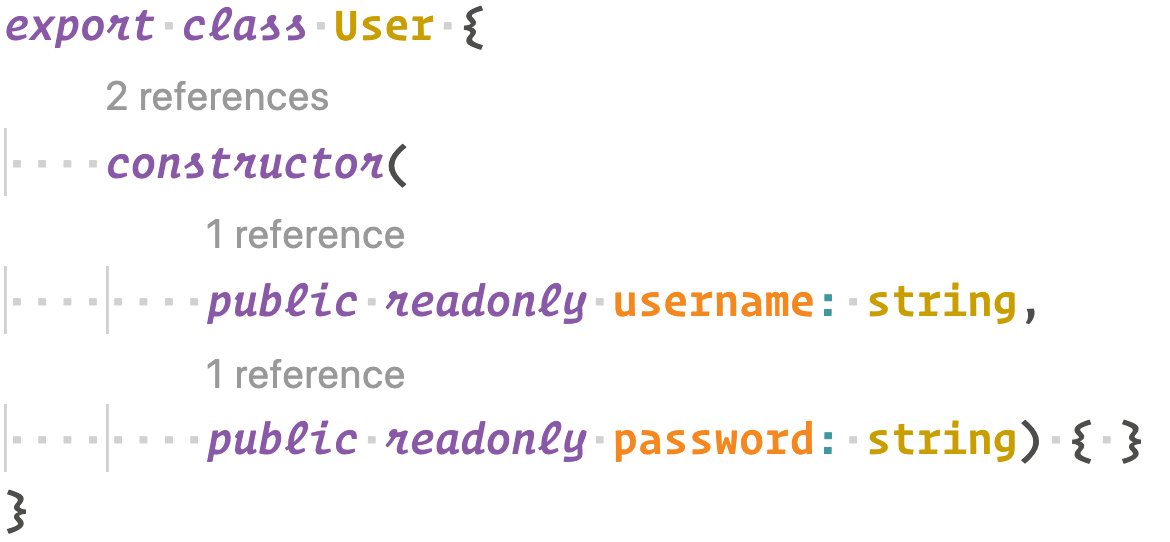 export class User {
2 references
constructor(
1 reference
public readonly username: string,
1 reference
public readonly password: string) { }
}